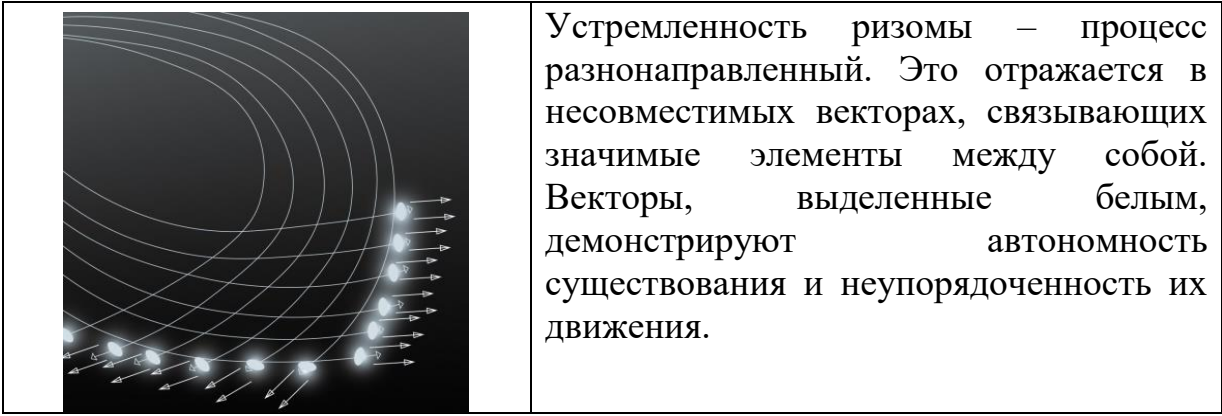 Устремленность ризомы – процесс
разнонаправленный. Это отражается в
несовместимых векторах, связывающих
значимые элементы между собой.
Векторы, выделенные белым,
демонстрируют автономность
существования и неупорядоченность их
движения.